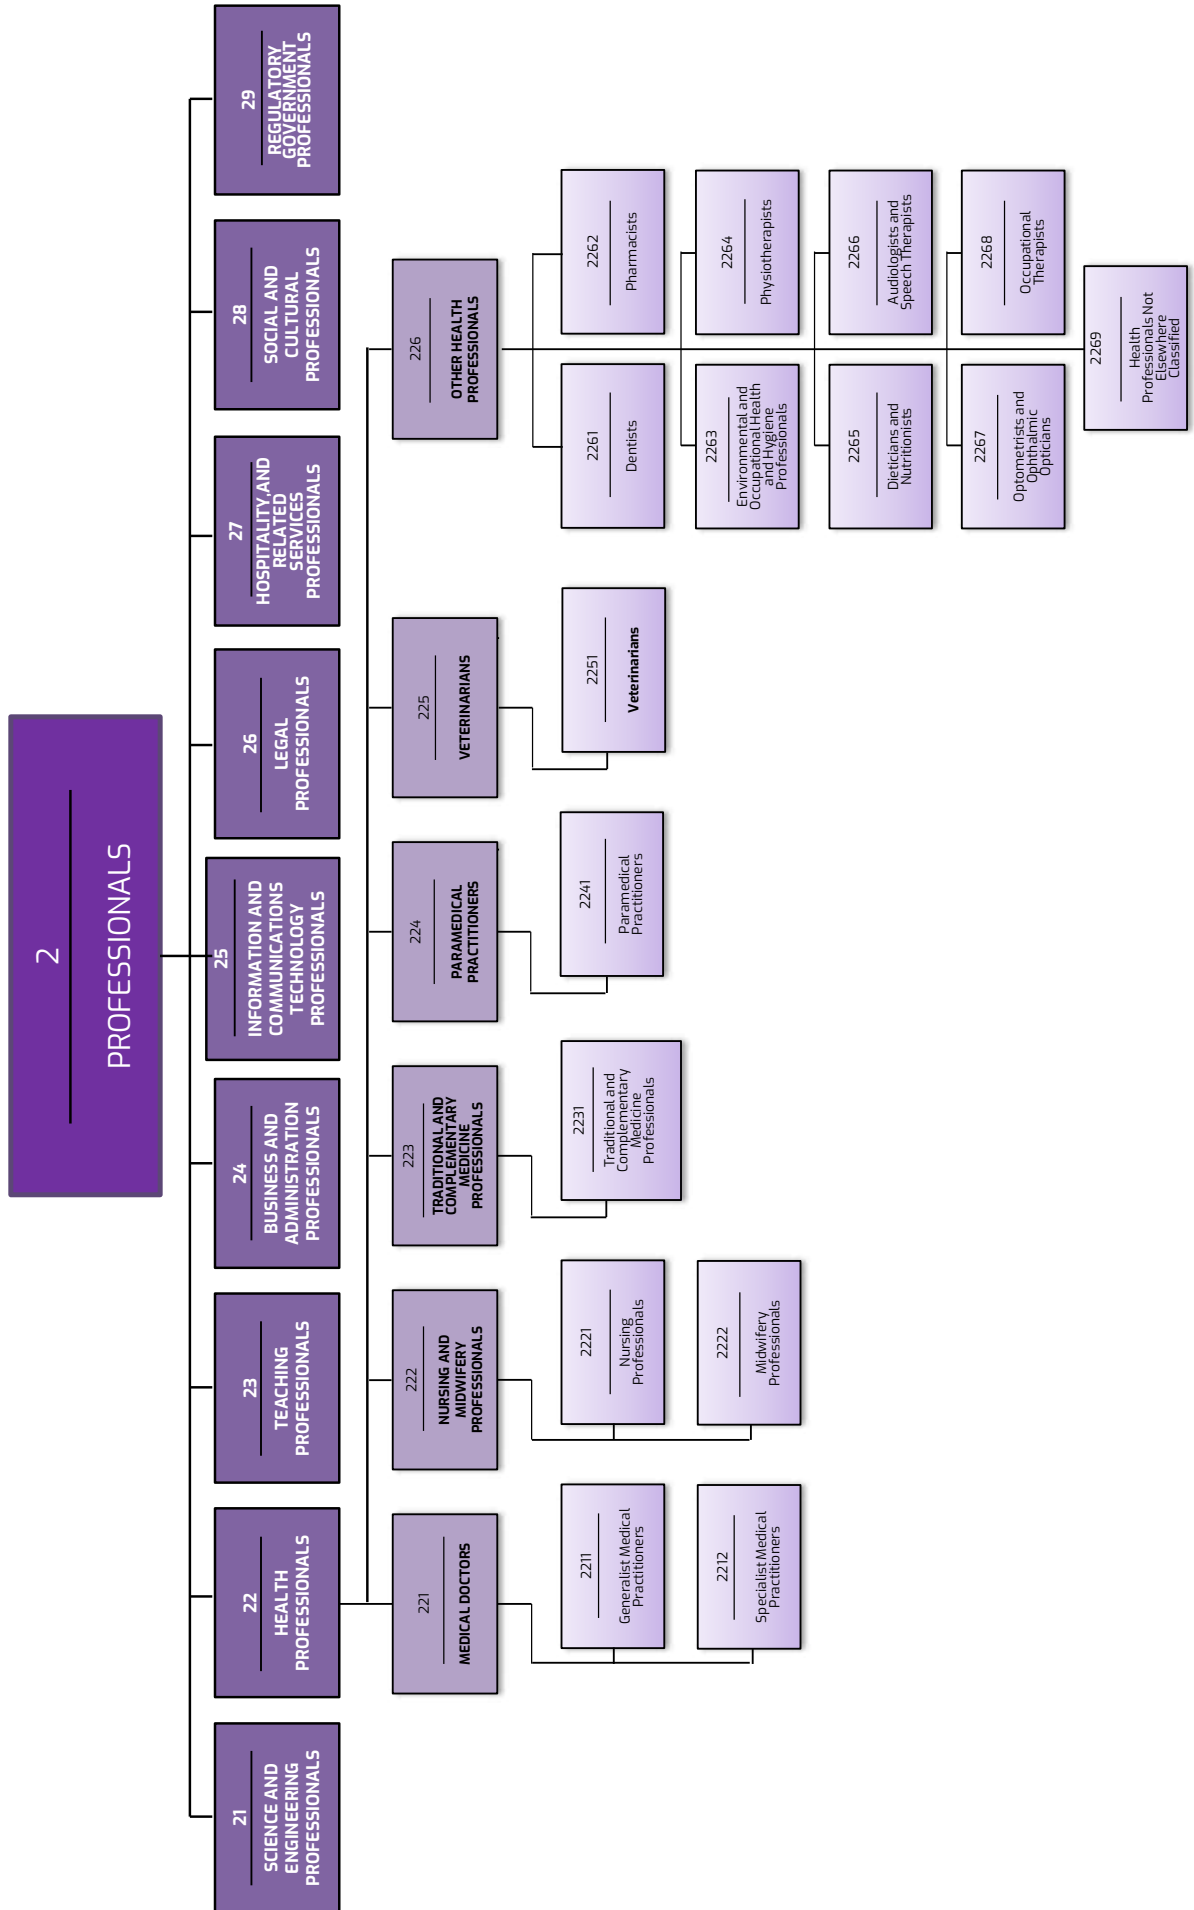 2
PROFESSIONALS
21
SCIENCE AND
ENGINEERING
PROFESSIONALS
22
HEALTH
PROFESSIONALS
23
TEACHING
PROFESSIONALS
24
BUSINESS AND
ADMINISTRATION
PROFESSIONALS
25
INFORMATION AND
COMMUNICATIONS
TECHNOLOGY
PROFESSIONALS
26
LEGAL
PROFESSIONALS
27
HOSPITALITY,AND
RELATED
SERVICES
PROFESSIONALS
28
SOCIAL AND
CULTURAL
PROFESSIONALS
29
REGULATORY
GOVERNMENT
PROFESSIONALS
221
MEDICAL DOCTORS
222
NURSING AND
MIDWIFERY
PROFESSIONALS
223
TRADITIONAL AND
COMPLEMENTARY
MEDICINE
PROFESSIONALS
224
PARAMEDICAL
PRACTITIONERS
225
VETERINARIANS
226
OTHER HEALTH
PROFESSIONALS
2211
Generalist Medical
Practitioners
2212
Specialist Medical
Practitioners
2221
Nursing
Professionals
2222
Midwifery
Professionals
2231
Traditional and
Complementary
Medicine
Professionals
2241
Paramedical
Practitioners
2251
Veterinarians
2261
Dentists
2262
Pharmacists
2263
Environmental and
Occupational Health
and Hygiene
Professionals
2264
Physiotherapists
2265
Dieticians and
Nutritionists
2266
Audiologists and
Speech Therapists
2267
Optometrists and
Ophthalmic
Opticians
2268
Occupational
Therapists
2269
Health
Professionals Not
Elsewhere
Classified